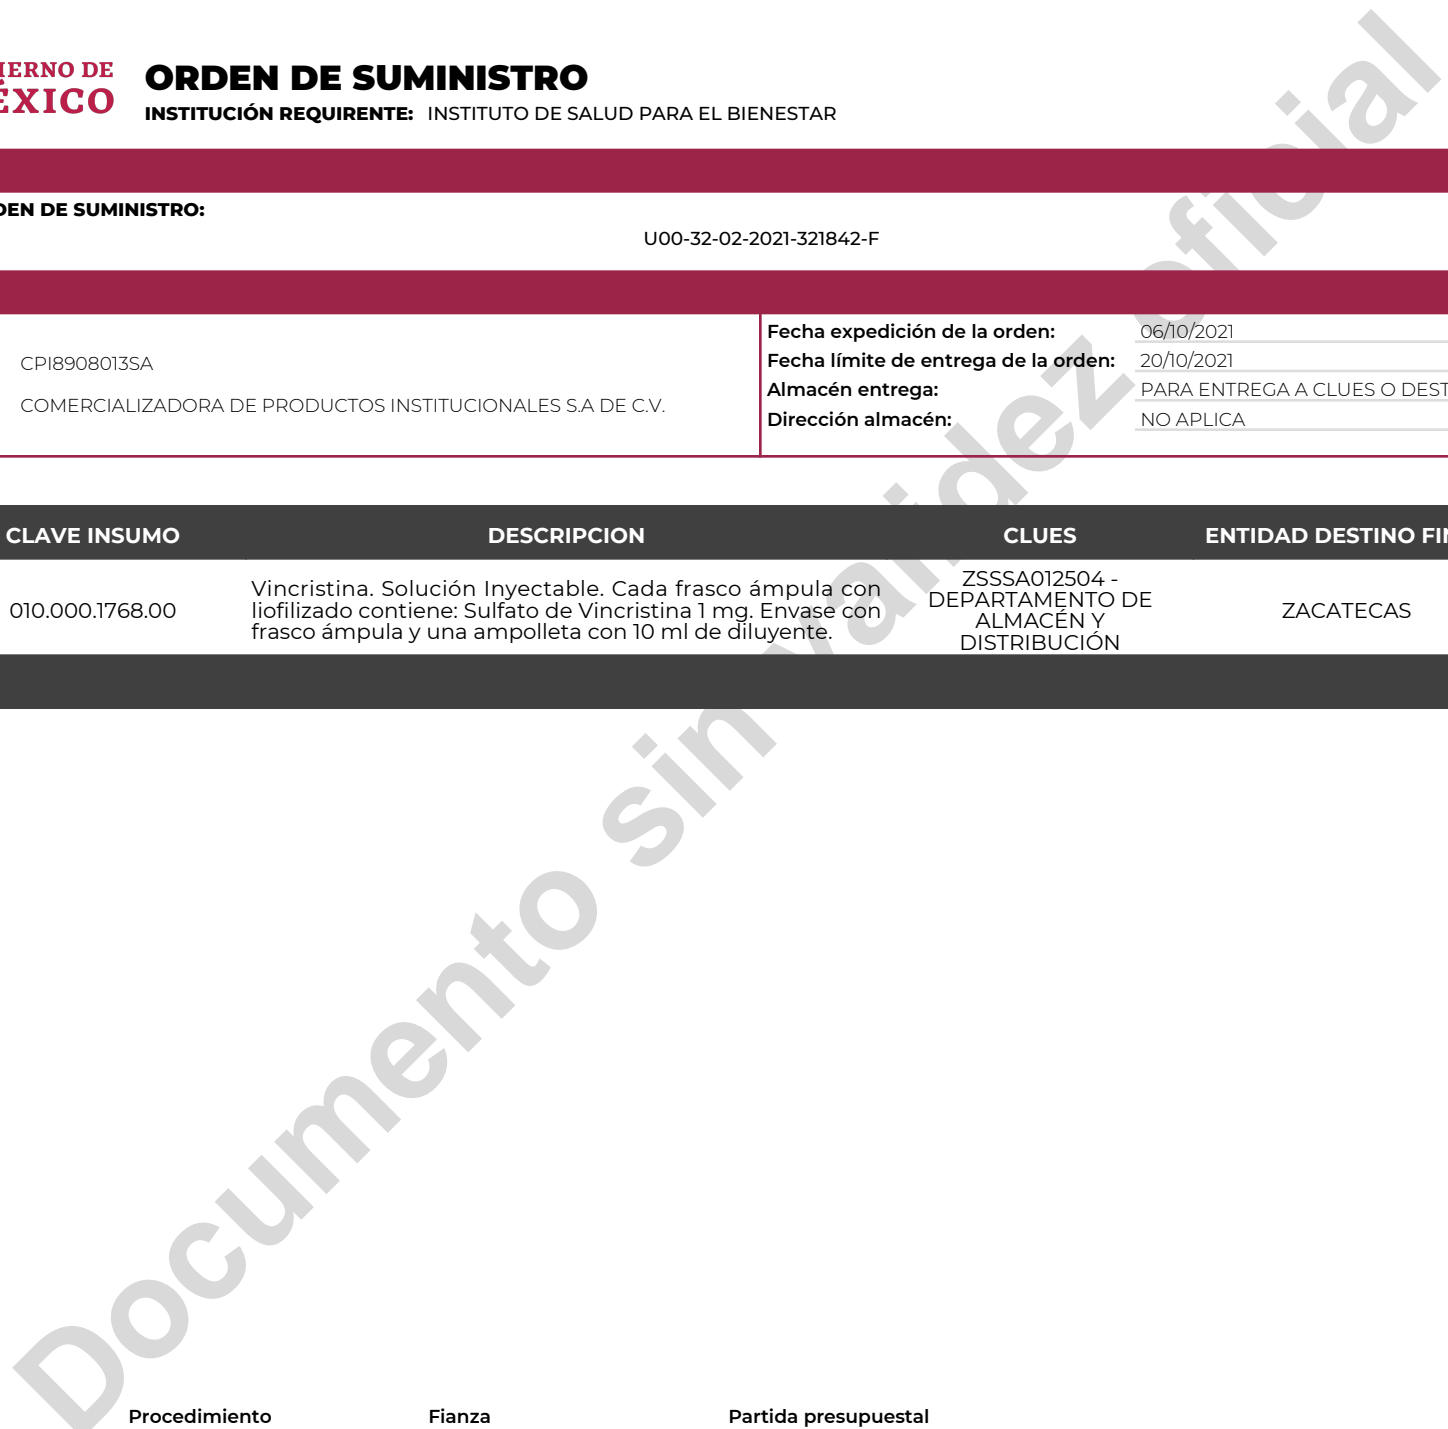 IERNO DE
ÉXICO
ORDEN DE SUMINISTRO
INSTITUCIÓN REQUIRENTE: INSTITUTO DE SALUD PARA EL BIENESTAR
DEN DE SUMINISTRO:
U00-32-02-2021-321842-F
CPI8908013SA
COMERCIALIZADORA DE PRODUCTOS INSTITUCIONALES S.A DE C.V.
Fecha expedición de la orden: 06/10/2021
Fecha límite de entrega de la orden: 20/10/2021
Almacén entrega: PARA ENTREGA A CLUES O DEST
Dirección almacén: NO APLICA
CLAVE INSUMO DESCRIPCION CLUES ENTIDAD DESTINO FIN
010.000.1768.00
Vincristina. Solución Inyectable. Cada frasco ámpula con
liofilizado contiene: Sulfato de Vincristina 1 mg. Envase con
frasco ámpula y una ampolleta con 10 ml de diluyente.
ZSSSA012504 -
DEPARTAMENTO DE
ALMACÉN Y
DISTRIBUCIÓN
ZACATECAS
Documento sin validez oficial
Procedimiento Fianza Partida presupuestal